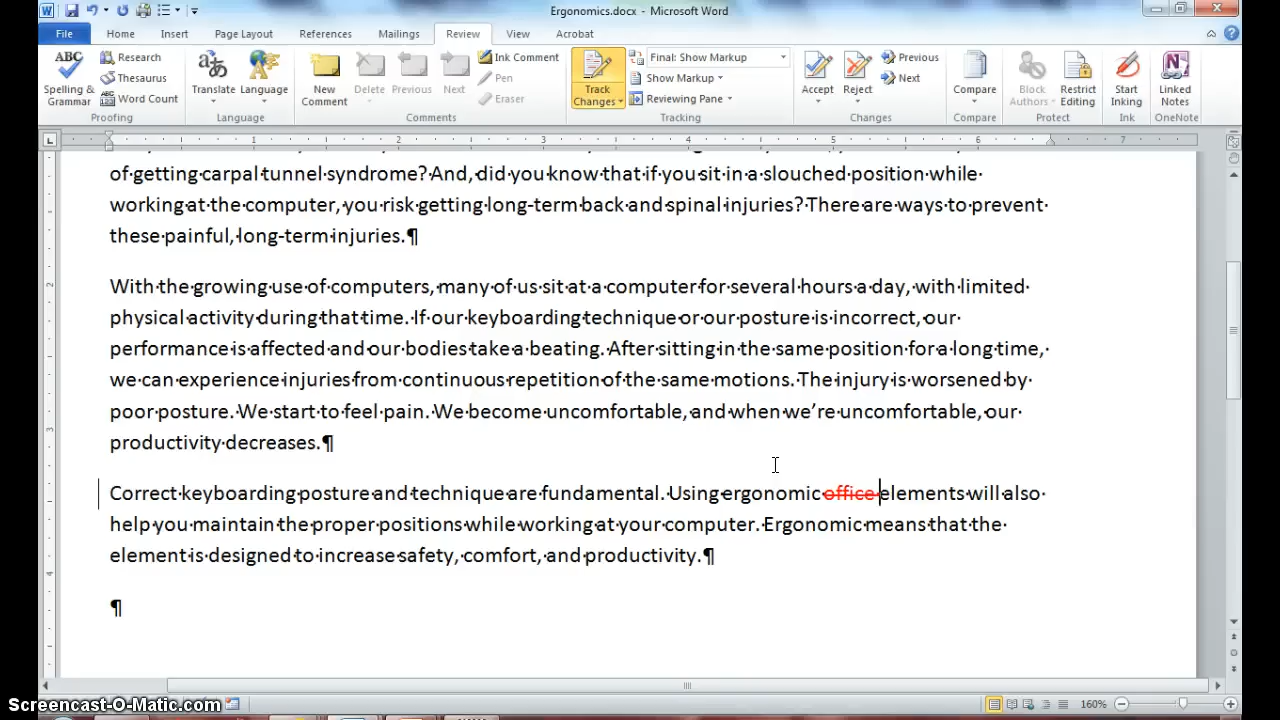 Ergonomics.docx - Microsoft Word
File Home Insert Page Layout References Mailings Review View Acrobat
Research Ink Comment Final: Show Markup Previous
Thesaurus Pen Show Markup Next
Spelling & Grammar Word Count Translate Language New Comment Delete Previous Next Eraser Track Changes Reviewing Pane Accept Reject Compare Block Authors Restrict Editing Start Inking Linked Notes
Proofing Language Comments Tracking Changes Compare Protect Ink OneNote
1 2 3 4 5 7
of getting carpal tunnel syndrome? And, did you know that if you sit in a slouched position while
working at the computer, you risk getting long-term back and spinal injuries? There are ways to prevent
these painful, long-term injuries.¶
With the growing use of computers, many of us sit at a computer for several hours a day, with limited
physical activity during that time. If our keyboarding technique or our posture is incorrect, our
performance is affected and our bodies take a beating. After sitting in the same position for a long time,
we can experience injuries from continuous repetition of the same motions. The injury is worsened by
poor posture. We start to feel pain. We become uncomfortable, and when we’re uncomfortable, our
productivity decreases.¶
Correct keyboarding posture and technique are fundamental. Using ergonomic office elements will also
help you maintain the proper positions while working at your computer. Ergonomic means that the
element is designed to increase safety, comfort, and productivity.¶
¶
Screencast-O-Matic.com 160%